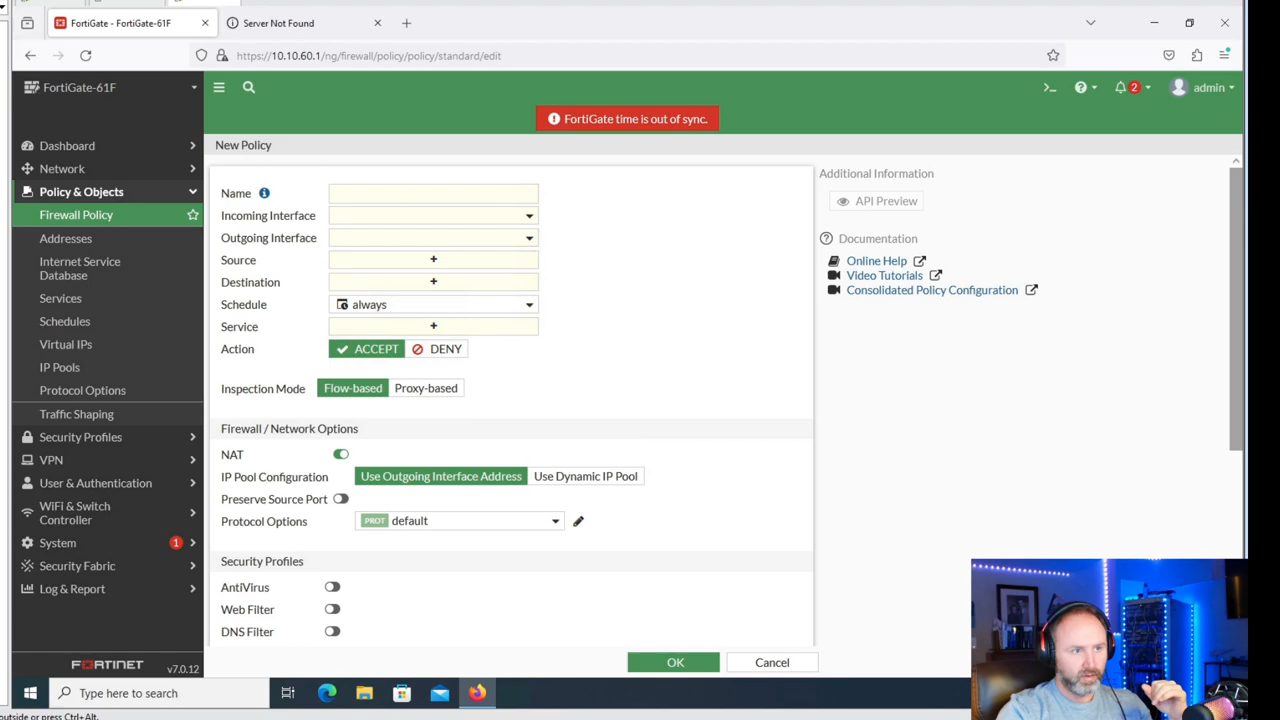 FortiGate - FortiGate-61F
Server Not Found
https://10.10.60.1/ng/firewall/policy/policy/standard/edit
FortiGate-61F
2
admin
FortiGate time is out of sync.
Dashboard
Network
Policy & Objects
Firewall Policy
Addresses
Internet Service
Database
Services
Schedules
Virtual IPs
IP Pools
Protocol Options
Traffic Shaping
Security Profiles
VPN
User & Authentication
WiFi & Switch
Controller
System 1
Security Fabric
Log & Report
FORTINET v7.0.12
New Policy
Name
Incoming Interface
Outgoing Interface
Source +
Destination +
Schedule always
Service +
Action ACCEPT DENY
Inspection Mode Flow-based Proxy-based
Firewall / Network Options
NAT
IP Pool Configuration Use Outgoing Interface Address Use Dynamic IP Pool
Preserve Source Port
Protocol Options PROT default
Security Profiles
AntiVirus
Web Filter
DNS Filter
OK Cancel
Additional Information
API Preview
Documentation
Online Help
Video Tutorials
Consolidated Policy Configuration
Type here to search
outside or press Ctrl+Alt.